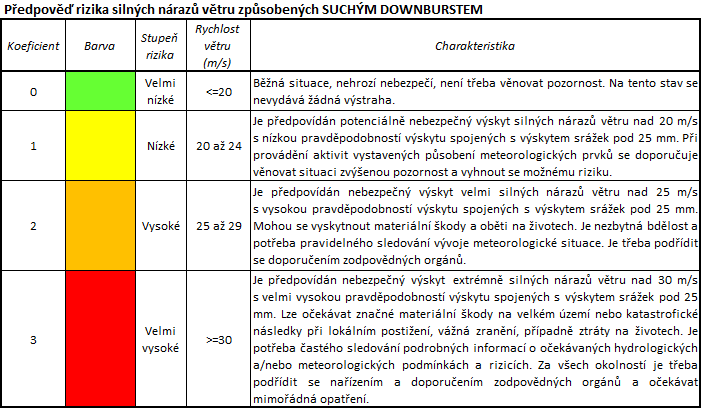 Předpověď rizika silných nárazů větru způsobených SUCHÝM DOWNBURSTEM
Koeficient
Barva
Stupeň
rizika
Rychlost
větru
(m/s)
Charakteristika
0
Velmi
nízké
<=20
Běžná situace, nehrozí nebezpečí, není třeba věnovat pozornost. Na tento stav se
nevydává žádná výstraha.
1
Nízké
20 až 24
Je předpovídán potenciálně nebezpečný výskyt silných nárazů větru nad 20 m/s
s nízkou pravděpodobností výskytu spojených s výskytem srážek pod 25 mm. Při
provádění aktivit vystavených působení meteorologických prvků se doporučuje
věnovat situaci zvýšenou pozornost a vyhnout se možnému riziku.
2
Vysoké
25 až 29
Je předpovídán nebezpečný výskyt velmi silných nárazů větru nad 25 m/s
s vysokou pravděpodobností výskytu spojených s výskytem srážek pod 25 mm.
Mohou se vyskytnout materiální škody a oběti na životech. Je nezbytná bdělost a
potřeba pravidelného sledování vývoje meteorologické situace. Je třeba podřídit
se doporučením zodpovědných orgánů.
3
Velmi
vysoké
>=30
Je předpovídán nebezpečný výskyt extrémně silných nárazů větru nad 30 m/s
s velmi vysokou pravděpodobností výskytu spojených s výskytem srážek pod 25
mm. Lze očekávat značné materiální škody na velkém území nebo katastrofické
následky při lokálním postižení, vážná zranění, případně ztráty na životech. Je
potřeba častého sledování podrobných informací o očekávaných hydrologických
a/nebo meteorologických podmínkách a rizicích. Za všech okolností je třeba
podřídit se nařízením a doporučením zodpovědných orgánů a očekávat
mimořádná opatření.